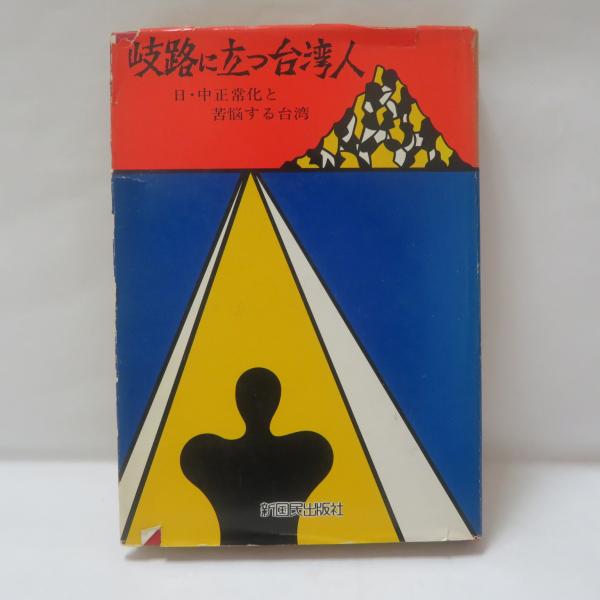 岐路に立つ台湾人
日・中正常化と
苦悩する台湾
新国民出版社